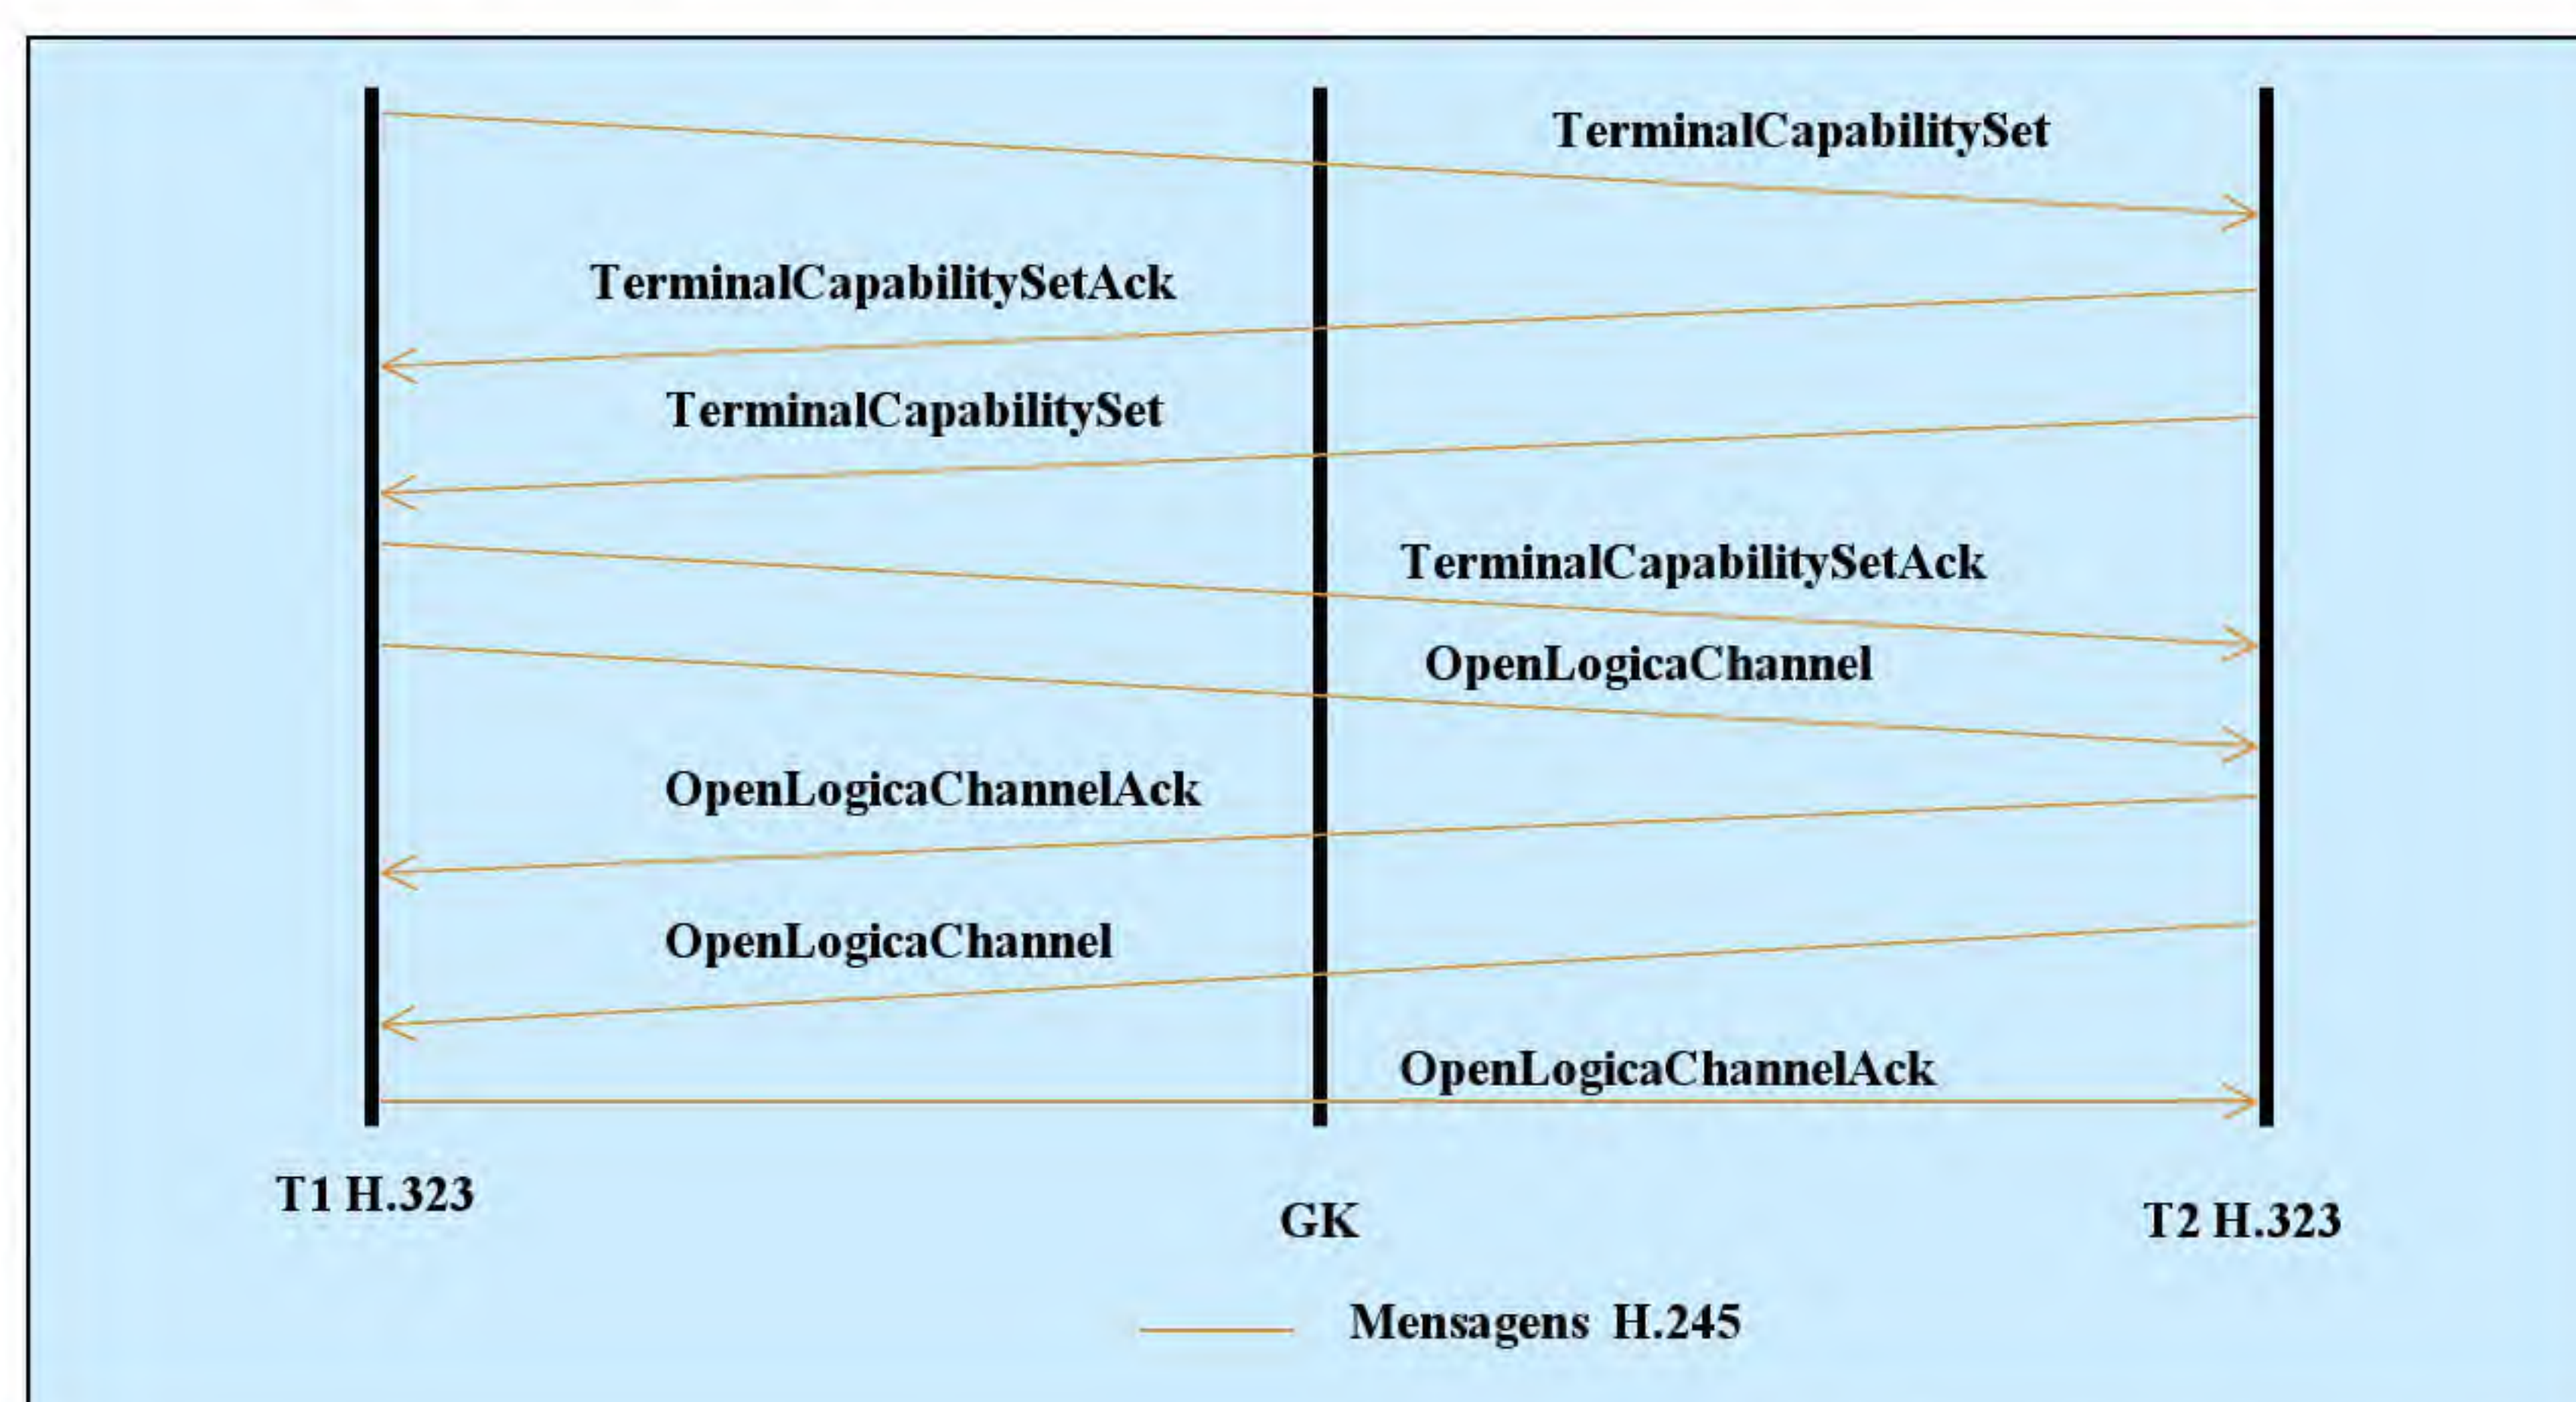 TerminalCapabilitySet
TerminalCapabilitySetAck
TerminalCapabilitySet
TerminalCapabilitySetAck
OpenLogicaChannel
OpenLogicaChannelAck
OpenLogicaChannel
OpenLogicaChannelAck
T1 H.323
GK
T2 H.323
Mensagens H.245